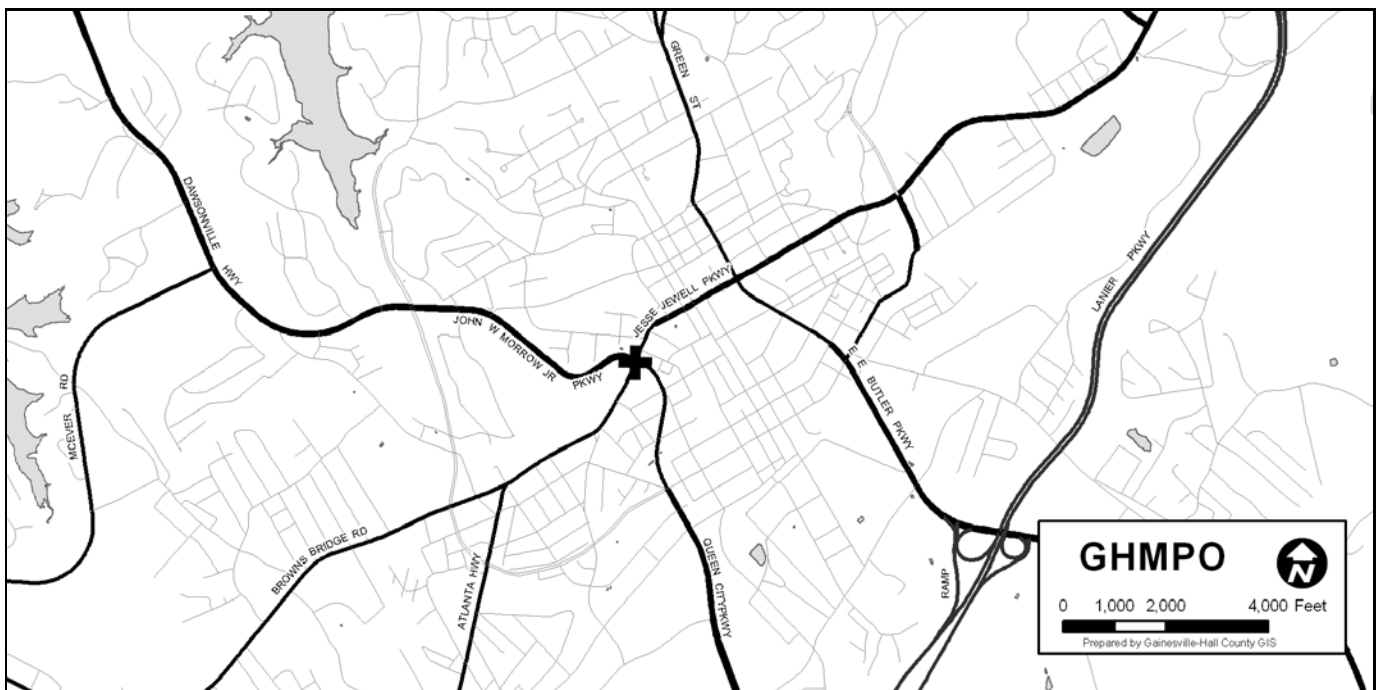 GREEN ST
DAWSONVILLE HWY
LANIER PKWY
JESSE JEWELL PKWY
JOHN W MORROW JR PKWY
E E BUTLER PKWY
MCEVER RD
BROWNS BRIDGE RD
ATLANTA HWY
QUEEN CITYPKWY
RAMP
GHMPO
N
0 1,000 2,000 4,000 Feet
Prepared by Gainesville-Hall County GIS